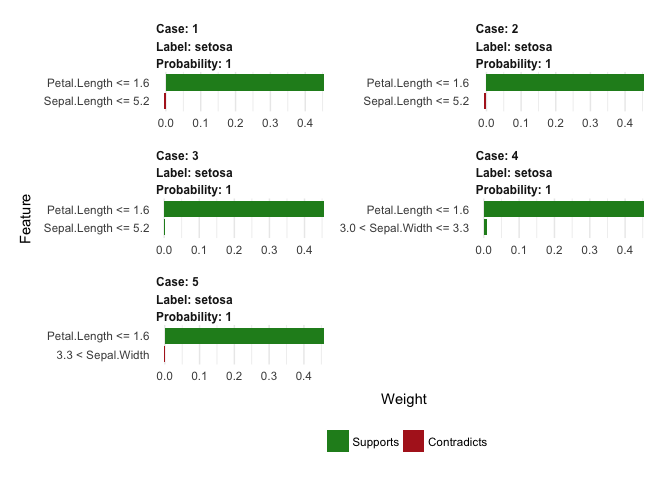 Case: 1
Label: setosa
Probability: 1
Petal.Length <= 1.6
Sepal.Length <= 5.2
0.0 0.1 0.2 0.3 0.4
Case: 2
Label: setosa
Probability: 1
Petal.Length <= 1.6
Sepal.Length <= 5.2
0.0 0.1 0.2 0.3 0.4
Case: 3
Label: setosa
Probability: 1
Petal.Length <= 1.6
Sepal.Length <= 5.2
0.0 0.1 0.2 0.3 0.4
Case: 4
Label: setosa
Probability: 1
Petal.Length <= 1.6
3.0 < Sepal.Width <= 3.3
0.0 0.1 0.2 0.3 0.4
Case: 5
Label: setosa
Probability: 1
Petal.Length <= 1.6
3.3 < Sepal.Width
0.0 0.1 0.2 0.3 0.4
Feature
Weight
Supports Contradicts